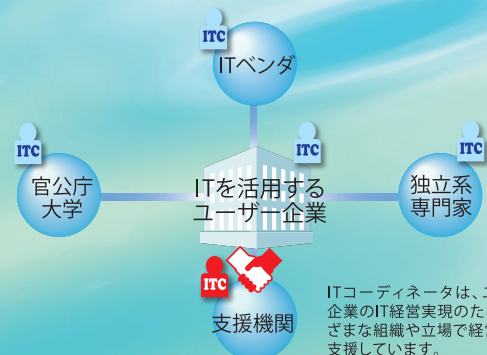 ITC
ITベンダ
ITC
官公庁
大学
ITC
ITを活用する
ユーザー企業
ITC
独立系
専門家
ITC
支援機関
ITコーディネータは、
企業のIT経営実現のた
ざまな組織や立場で経
支援しています。